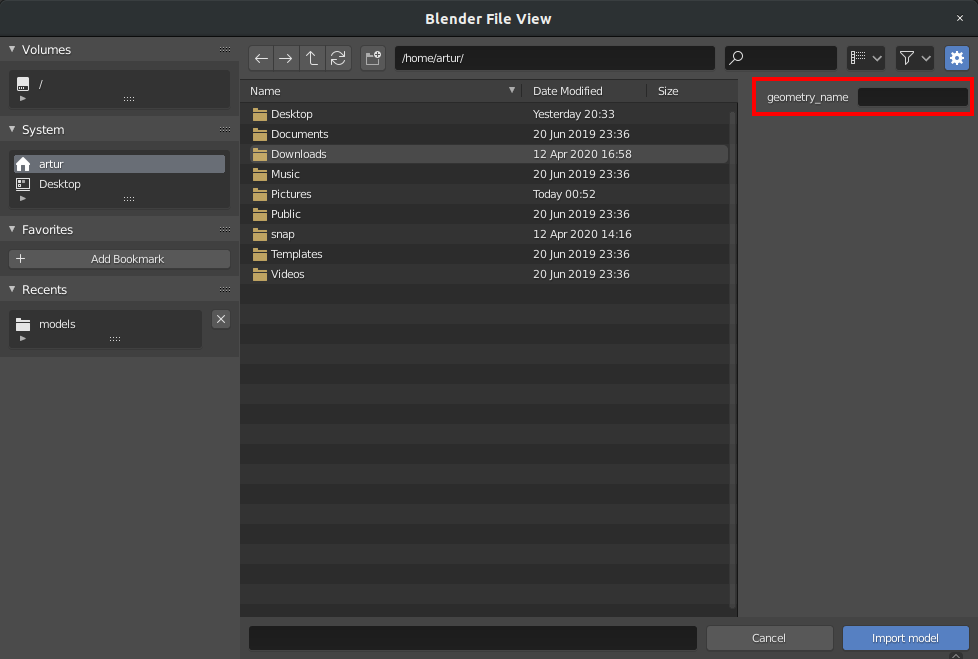 Blender File View
Volumes
/
System
artur
Desktop
Favorites
Add Bookmark
Recents
models
/home/artur/
Name Date Modified Size
Desktop Yesterday 20:33
Documents 20 Jun 2019 23:36
Downloads 12 Apr 2020 16:58
Music 20 Jun 2019 23:36
Pictures Today 00:52
Public 20 Jun 2019 23:36
snap 12 Apr 2020 14:16
Templates 20 Jun 2019 23:36
Videos 20 Jun 2019 23:36
geometry_name
Cancel
Import model